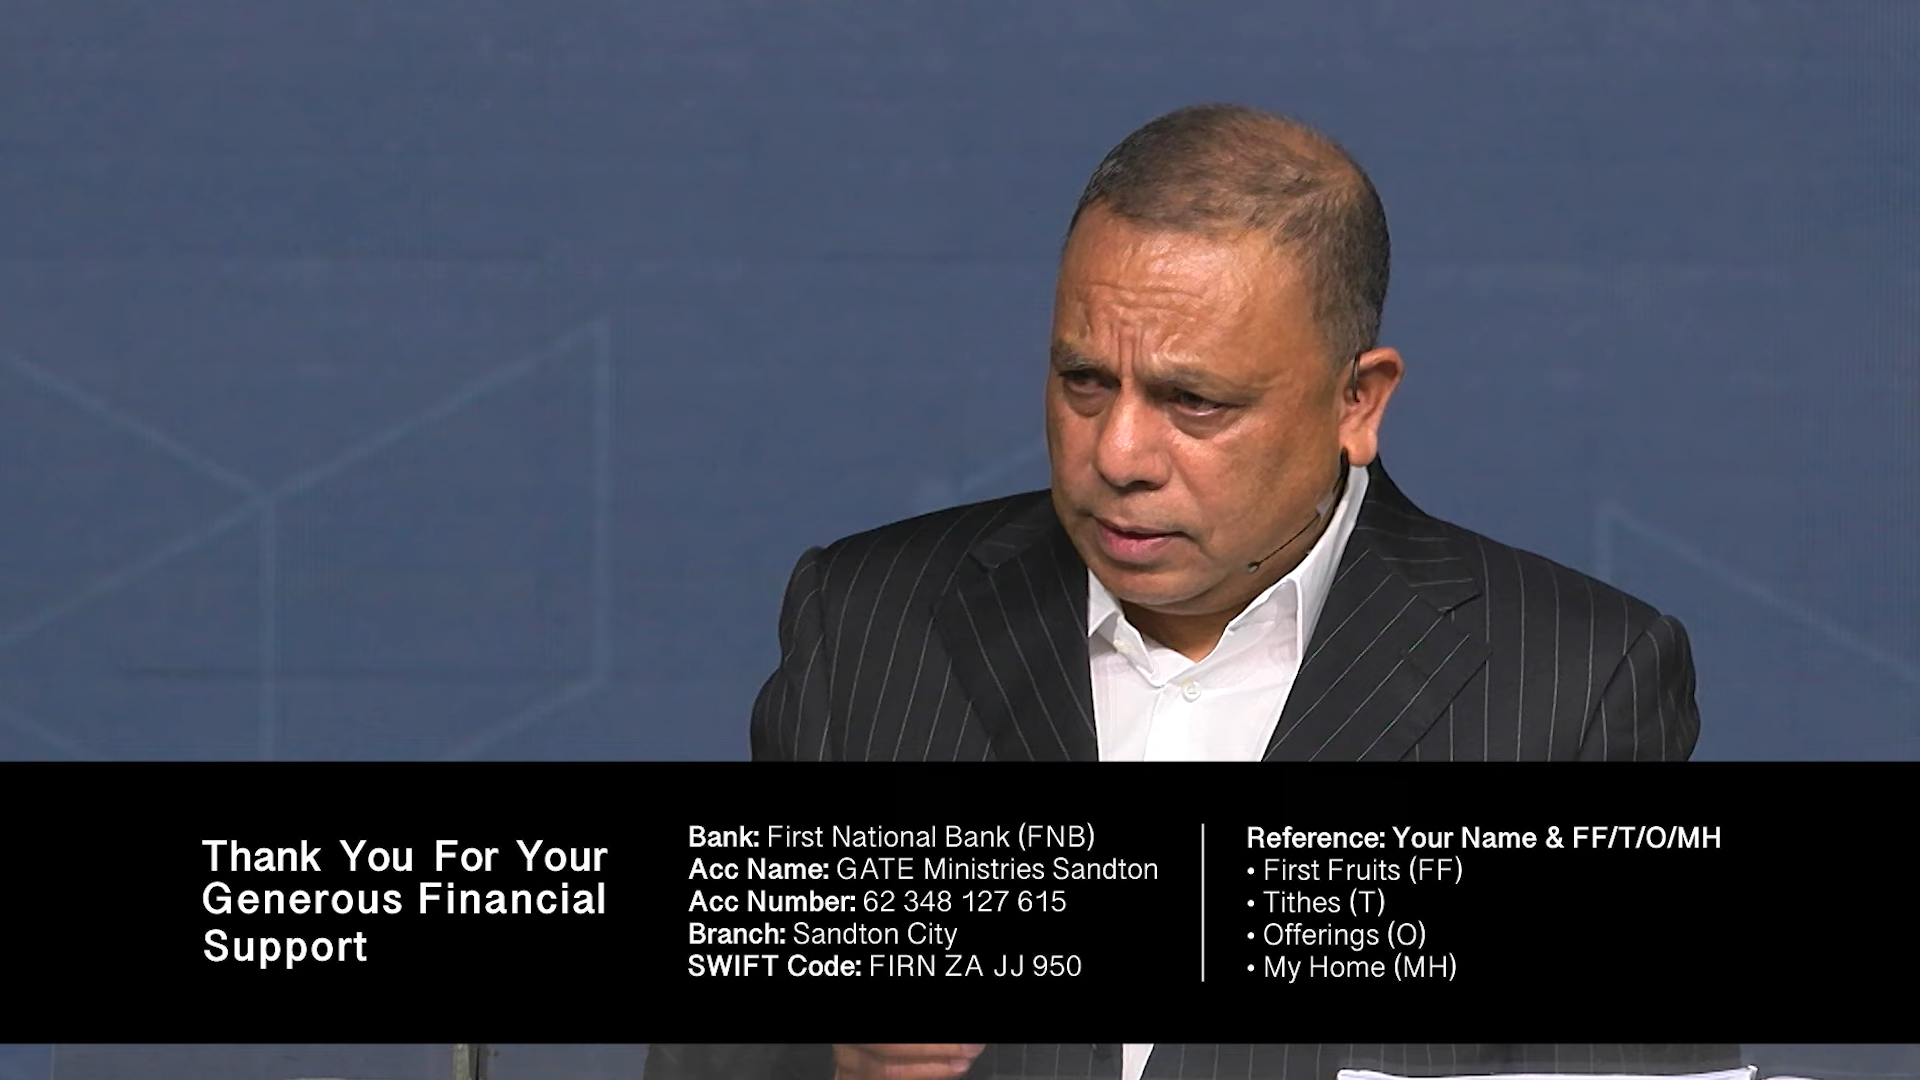 Thank You For Your
Generous Financial
Support
Bank: First National Bank (FNB)
Acc Name: GATE Ministries Sandton
Acc Number: 62 348 127 615
Branch: Sandton City
SWIFT Code: FIRN ZA JJ 950
Reference: Your Name & FF/T/O/MH
• First Fruits (FF)
• Tithes (T)
• Offerings (O)
• My Home (MH)